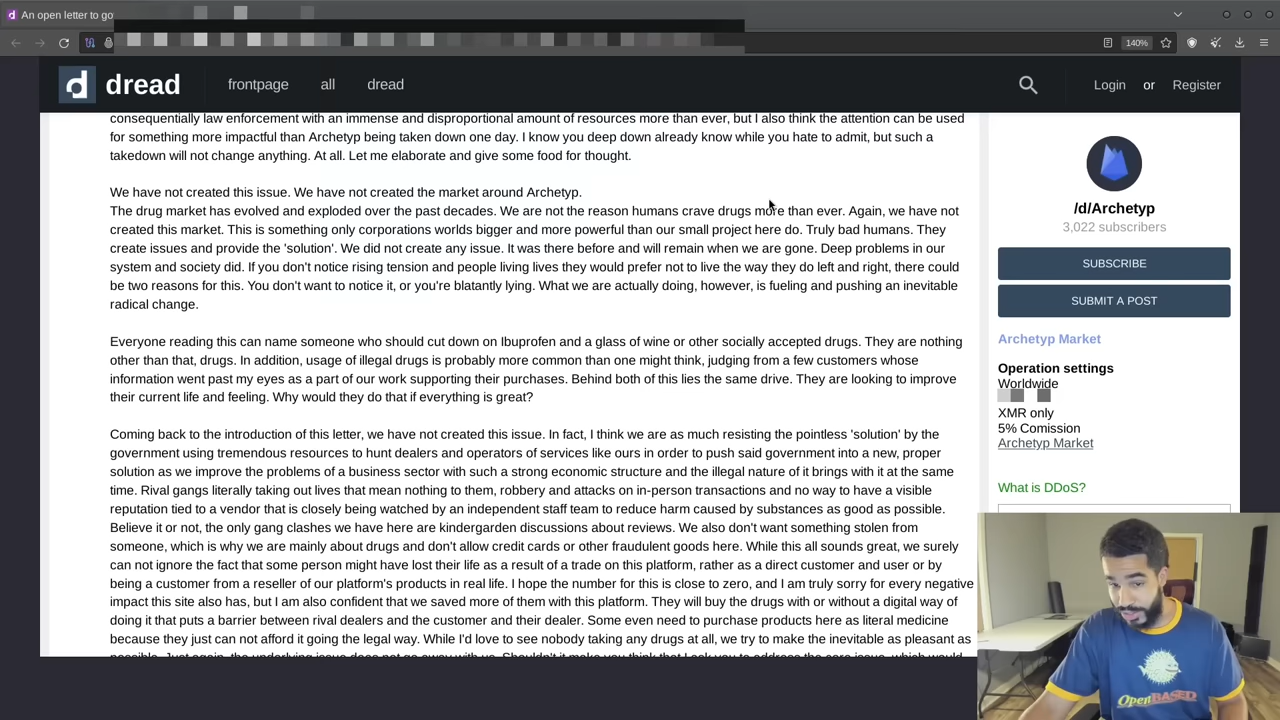 An open letter to go
140%
dread
frontpage
all
dread
Login or Register
consequentially law enforcement with an immense and disproportional amount of resources more than ever, but I also think the attention can be used
for something more impactful than Archetyp being taken down one day. I know you deep down already know while you hate to admit, but such a
takedown will not change anything. At all. Let me elaborate and give some food for thought.
We have not created this issue. We have not created the market around Archetyp.
The drug market has evolved and exploded over the past decades. We are not the reason humans crave drugs more than ever. Again, we have not
created this market. This is something only corporations worlds bigger and more powerful than our small project here do. Truly bad humans. They
create issues and provide the 'solution'. We did not create any issue. It was there before and will remain when we are gone. Deep problems in our
system and society did. If you don't notice rising tension and people living lives they would prefer not to live the way they do left and right, there could
be two reasons for this. You don't want to notice it, or you're blatantly lying. What we are actually doing, however, is fueling and pushing an inevitable
radical change.
Everyone reading this can name someone who should cut down on Ibuprofen and a glass of wine or other socially accepted drugs. They are nothing
other than that, drugs. In addition, usage of illegal drugs is probably more common than one might think, judging from a few customers whose
information went past my eyes as a part of our work supporting their purchases. Behind both of this lies the same drive. They are looking to improve
their current life and feeling. Why would they do that if everything is great?
Coming back to the introduction of this letter, we have not created this issue. In fact, I think we are as much resisting the pointless 'solution' by the
government using tremendous resources to hunt dealers and operators of services like ours in order to push said government into a new, proper
solution as we improve the problems of a business sector with such a strong economic structure and the illegal nature of it brings with it at the same
time. Rival gangs literally taking out lives that mean nothing to them, robbery and attacks on in-person transactions and no way to have a visible
reputation tied to a vendor that is closely being watched by an independent staff team to reduce harm caused by substances as good as possible.
Believe it or not, the only gang clashes we have here are kindergarden discussions about reviews. We also don't want something stolen from
someone, which is why we are mainly about drugs and don't allow credit cards or other fraudulent goods here. While this all sounds great, we surely
can not ignore the fact that some person might have lost their life as a result of a trade on this platform, rather as a direct customer and user or by
being a customer from a reseller of our platform's products in real life. I hope the number for this is close to zero, and I am truly sorry for every negative
impact this site also has, but I am also confident that we saved more of them with this platform. They will buy the drugs with or without a digital way of
doing it that puts a barrier between rival dealers and the customer and their dealer. Some even need to purchase products here as literal medicine
because they just can not afford it going the legal way. While I'd love to see nobody taking any drugs at all, we try to make the inevitable as pleasant as
possible. Just again, the underlying issue does not go away with us. Shouldn't it make you think that I ask you to address the core issue, which would
/d/Archetyp
3,022 subscribers
SUBSCRIBE
SUBMIT A POST
Archetyp Market
Operation settings
Worldwide
XMR only
5% Comission
Archetyp Market
What is DDoS?
OpenBASED